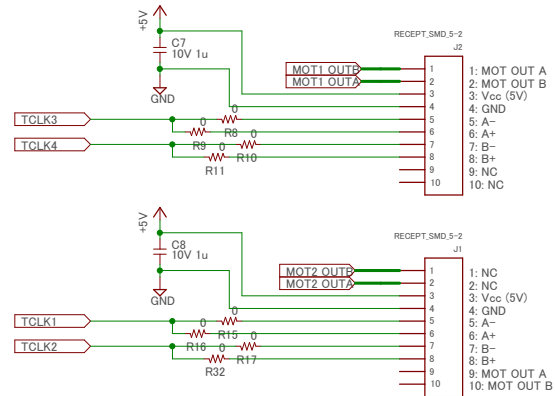 +5V
C7
10V 1u
GND
RECEPT_SMD_5-2
J2
MOT1 OUTB
MOT1 OUTA
1
2
3
4
5
6
7
8
9
10
1: MOT OUT A
2: MOT OUT B
3: Vcc (5V)
4: GND
5: A-
6: A+
7: B-
8: B+
9: NC
10: NC
TCLK3
TCLK4
0
R8
0
R9
0
R10
0
R11
+5V
C8
10V 1u
GND
RECEPT_SMD_5-2
J1
MOT2 OUTB
MOT2 OUTA
1
2
3
4
5
6
7
8
9
10
1: NC
2: NC
3: Vcc (5V)
4: GND
5: A-
6: A+
7: B-
8: B+
9: MOT OUT A
10: MOT OUT B
TCLK1
TCLK2
0
R15
0
R16
0
R17
0
R32